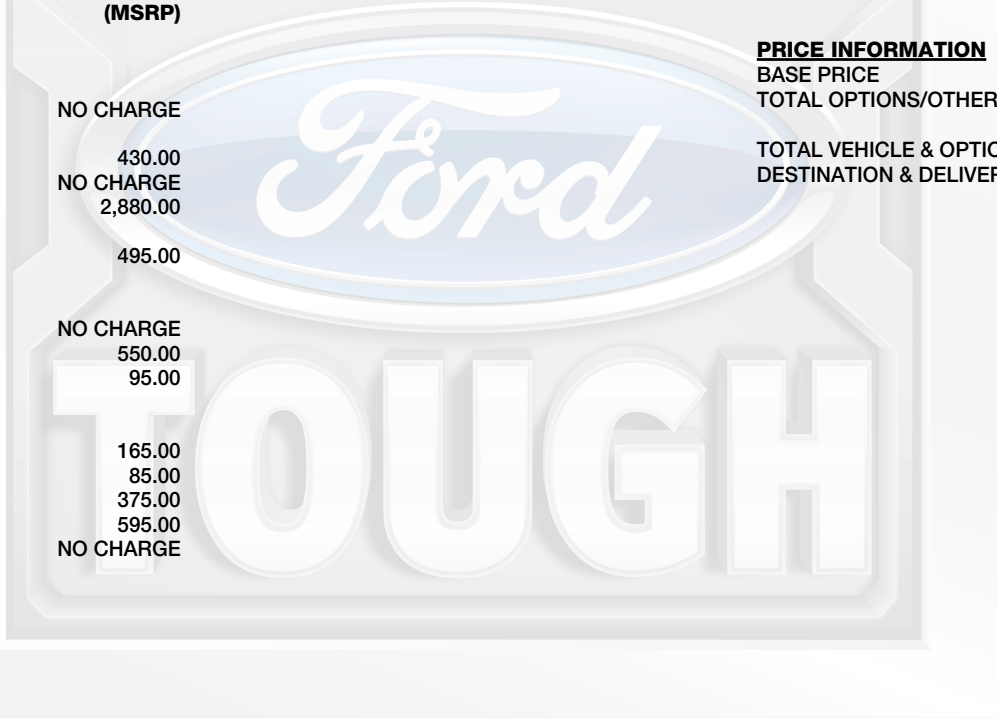 (MSRP)
NO CHARGE
430.00
NO CHARGE
2,880.00
495.00
NO CHARGE
550.00
95.00
165.00
85.00
375.00
595.00
NO CHARGE
PRICE INFORMATION
BASE PRICE
TOTAL OPTIONS/OTHER
TOTAL VEHICLE & OPTIO
DESTINATION & DELIVER
Ford
TOUGH